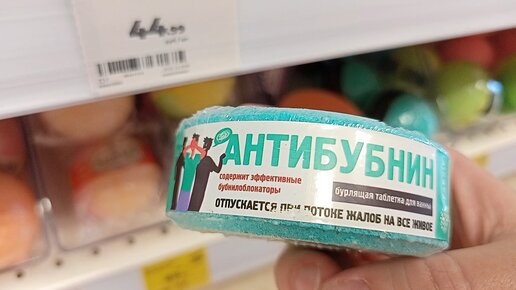 44.99
АНТИБУБНИН
содержит эффективные
бубнилоблокаторы
бурлящая таблетка для ванны
ОТПУСКАЕТСЯ ПРИ ПОТОКЕ ЖАЛОБ НА ВСЕ ЖИВОЕ